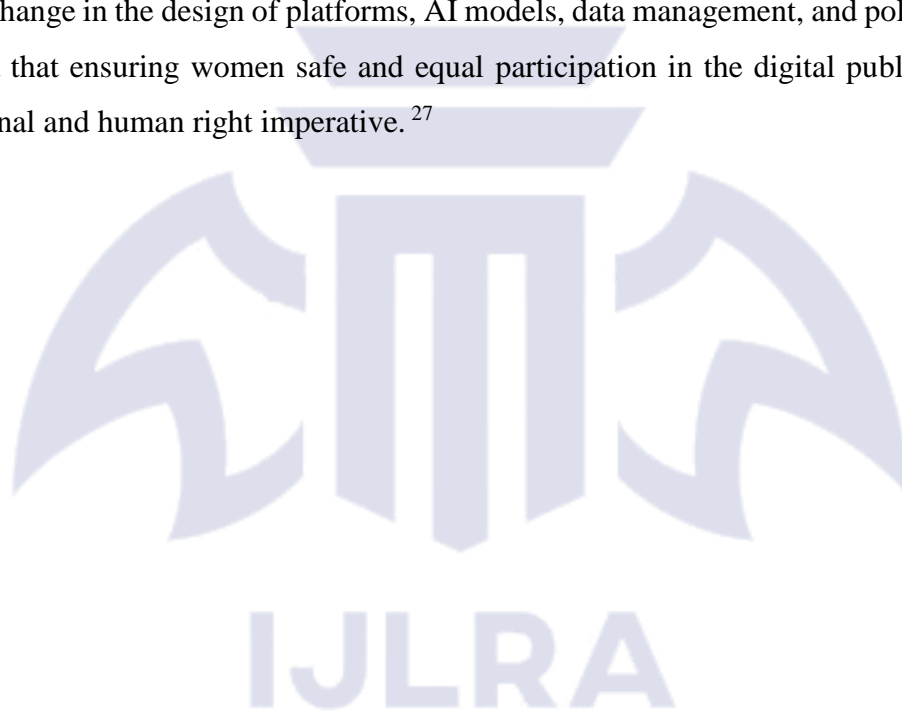 hange in the design of platforms, AI models, data management, and pol
that ensuring women safe and equal participation in the digital publ
nal and human right imperative. 27
IJLRA